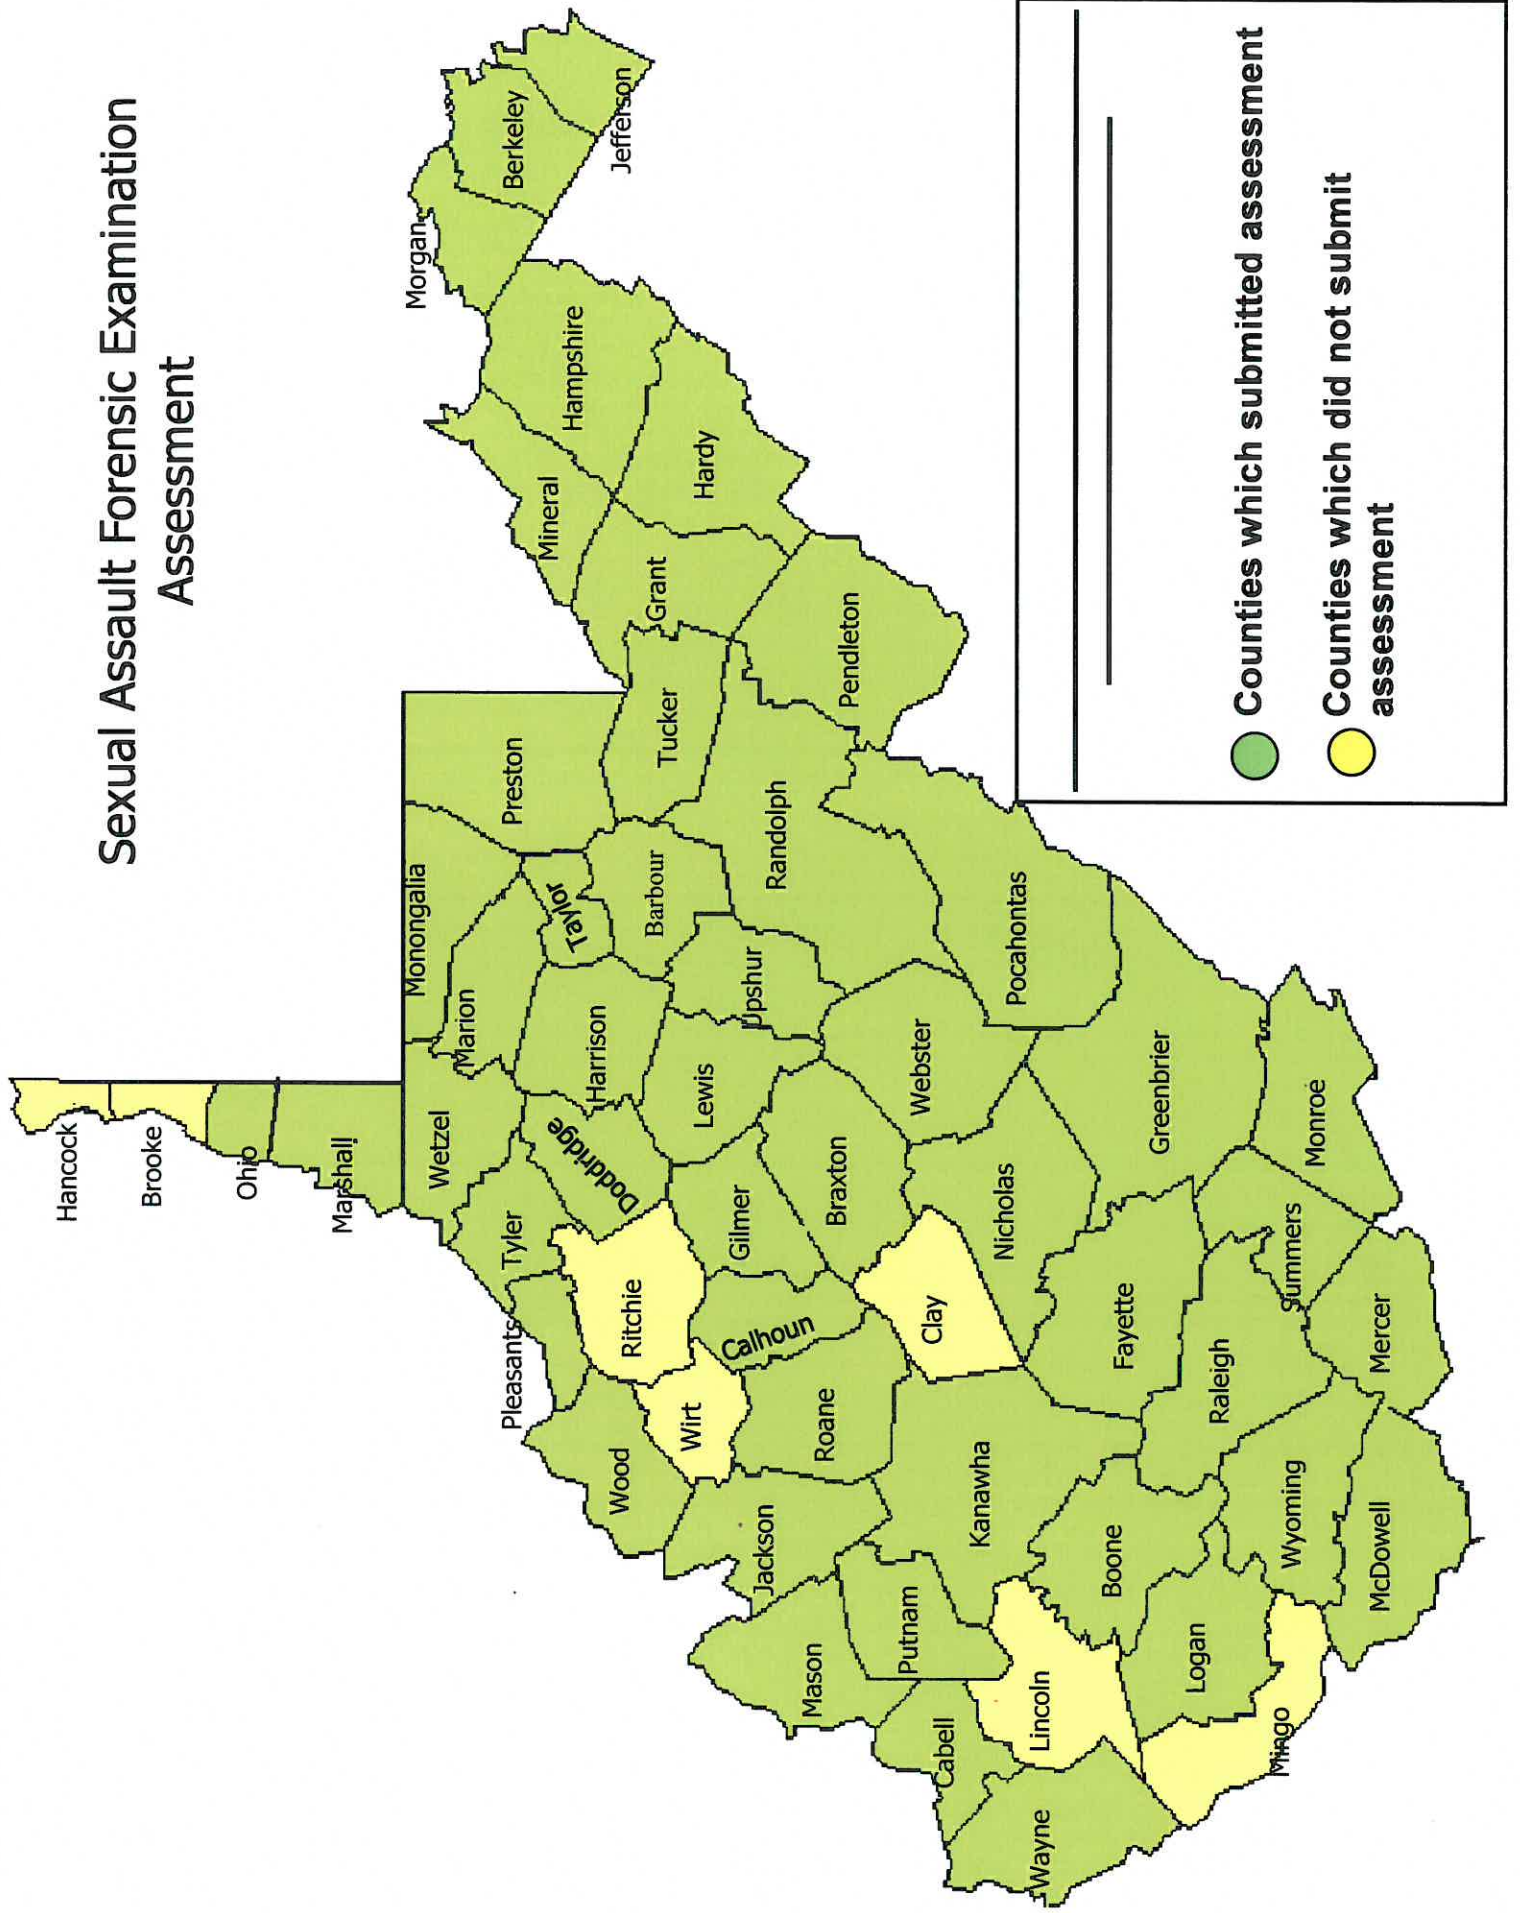 Sexual Assault Forensic Examination
Assessment
Hancock
Brooke
Ohio
Marshall
Wetzel
Monongalia
Marion
Preston
Morgan
Berkeley
Jefferson
Mineral
Hampshire
Hardy
Grant
Pendleton
Tucker
Randolph
Taylor
Barbour
Upshur
Harrison
Lewis
Doddridge
Tyler
Pleasants
Ritchie
Wood
Wirt
Gilmer
Calhoun
Braxton
Webster
Pocahontas
Greenbrier
Nicholas
Clay
Roane
Jackson
Mason
Putnam
Kanawha
Fayette
Monroe
Summers
Raleigh
Mercer
Boone
Lincoln
Cabell
Wayne
Logan
Wyoming
McDowell
Mingo
Counties which submitted assessment
Counties which did not submit
assessment